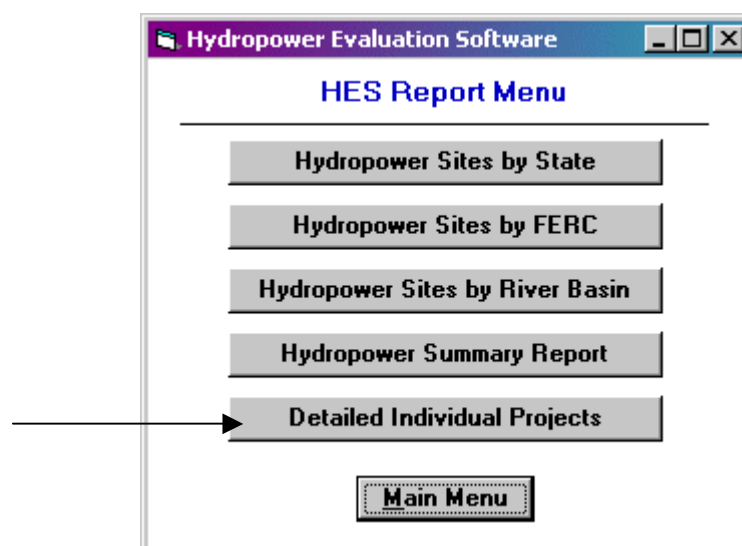 Hydropower Evaluation Software
HES Report Menu
Hydropower Sites by State
Hydropower Sites by FERC
Hydropower Sites by River Basin
Hydropower Summary Report
Detailed Individual Projects
Main Menu